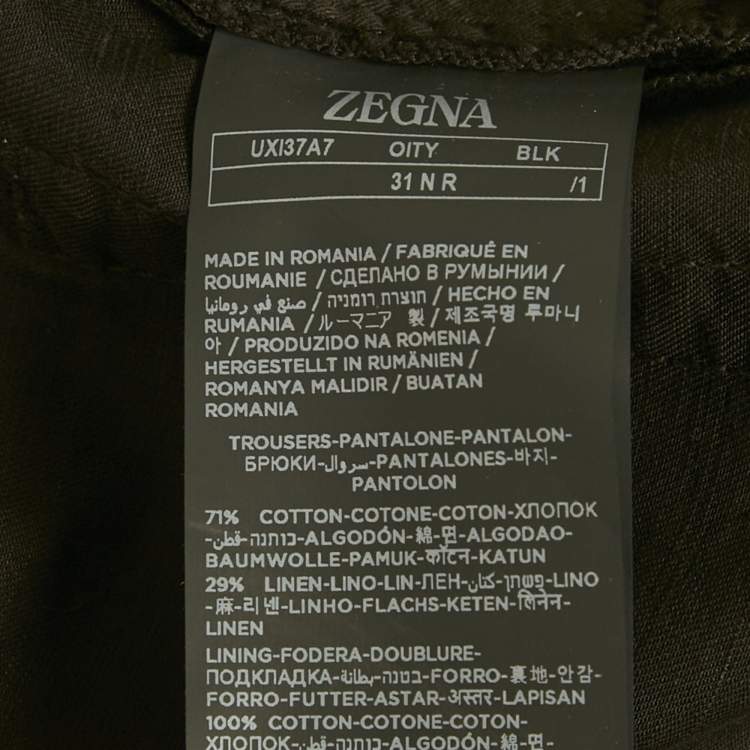 ZEGNA
UXI37A7 OITY BLK
31 N R /1
MADE IN ROMANIA / FABRIQUÉ EN
ROUMANIE / СДЕЛАНО В РУМЫНИИ /
صنع في رومانيا / תוצרת רומניה / HECHO EN
RUMANIA / ルーマニア 製 / 제조국명 루마니
아 / PRODUZIDO NA ROMENIA /
HERGESTELLT IN RUMÄNIEN /
ROMANYA MALIDIR / BUATAN
ROMANIA
TROUSERS-PANTALONE-PANTALON-
БРЮКИ-سروال-PANTALONES-바지-
PANTOLON
71% COTTON-COTONE-COTON-ХЛОПОК
-قطن-כותנה-ALGODÓN-綿-면-ALGODAO-
BAUMWOLLE-PAMUK-कॉटन-KATUN
29% LINEN-LINO-LIN-ЛЕН-كتان-פשתן-LINO
-麻-리넨-LINHO-FLACHS-KETEN-लिनेन-
LINEN
LINING-FODERA-DOUBLURE-
ПОДКЛАДКА-بطانة-בטנה-FORRO-裏地-안감-
FORRO-FUTTER-ASTAR-अस्तर-LAPISAN
100% COTTON-COTONE-COTON-
ХЛОПОК-قطن-כותנה-ALGODÓN-綿-면-